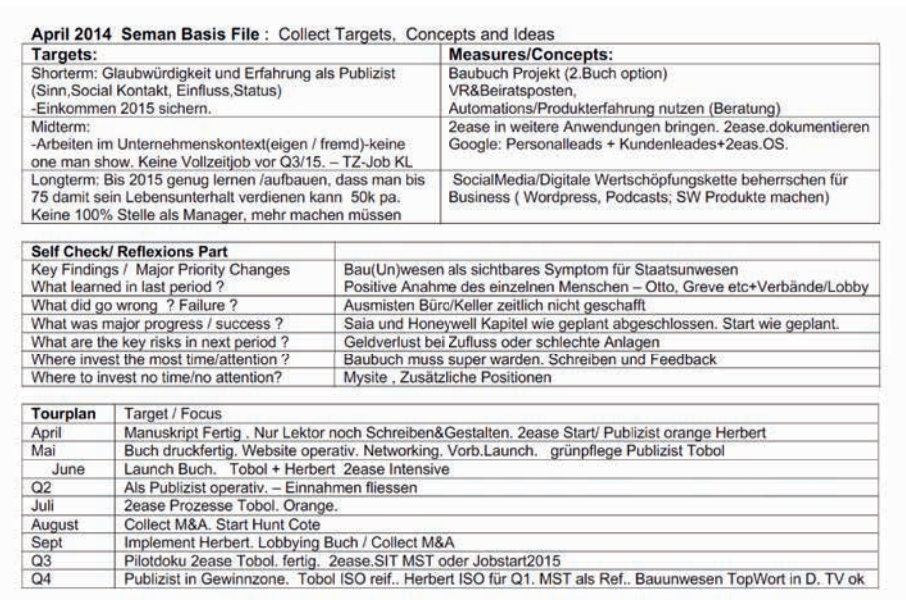 April 2014 Seman Basis File : Collect Targets, Concepts and Ideas
Targets:
Measures/Concepts:
Shorterm: Glaubwürdigkeit und Erfahrung als Publizist
(Sinn,Social Kontakt, Einfluss,Status)
-Einkommen 2015 sichern.
Baubuch Projekt (2.Buch option)
VR&Beiratsposten,
Automations/Produkterfahrung nutzen (Beratung)
Midterm:
-Arbeiten im Unternehmenskontext(eigen / fremd)-keine
one man show. Keine Vollzeitjob vor Q3/15. – TZ-Job KL
2ease in weitere Anwendungen bringen. 2ease.dokumentieren
Google: Personalleads + Kundenleades+2eas.OS.
Longterm: Bis 2015 genug lernen /aufbauen, dass man bis
75 damit sein Lebensunterhalt verdienen kann 50k pa.
Keine 100% Stelle als Manager, mehr machen müssen
SocialMedia/Digitale Wertschöpfungskette beherrschen für
Business ( Wordpress, Podcasts; SW Produkte machen)
Self Check/ Reflexions Part
Key Findings / Major Priority Changes
Bau(Un)wesen als sichtbares Symptom für Staatsunwesen
What learned in last period ?
Positive Anahme des einzelnen Menschen – Otto, Greve etc+Verbände/Lobby
What did go wrong ? Failure ?
Ausmisten Büro/Keller zeitlich nicht geschafft
What was major progress / success ?
Saia und Honeywell Kapitel wie geplant abgeschlossen. Start wie geplant.
What are the key risks in next period ?
Geldverlust bei Zufluss oder schlechte Anlagen
Where invest the most time/attention ?
Baubuch muss super warden. Schreiben und Feedback
Where to invest no time/no attention?
Mysite , Zusätzliche Positionen
Tourplan Target / Focus
April Manuskript Fertig . Nur Lektor noch Schreiben&Gestalten. 2ease Start/ Publizist orange Herbert
Mai Buch druckfertig. Website operativ. Networking. Vorb.Launch. grünpflege Publizist Tobol
June Launch Buch. Tobol + Herbert 2ease Intensive
Q2 Als Publizist operativ. – Einnahmen fliessen
Juli 2ease Prozesse Tobol. Orange.
August Collect M&A. Start Hunt Cote
Sept Implement Herbert. Lobbying Buch / Collect M&A
Q3 Pilotdoku 2ease Tobol. fertig. 2ease.SIT MST oder Jobstart2015
Q4 Publizist in Gewinnzone. Tobol ISO reif.. Herbert ISO für Q1. MST als Ref.. Bauunwesen TopWort in D. TV ok